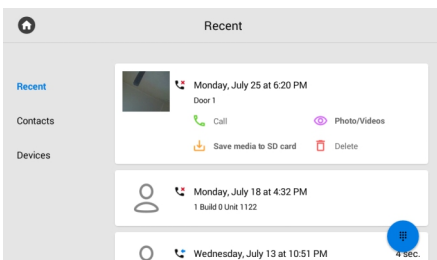 Recent
Recent
Contacts
Devices
Monday, July 25 at 6:20 PM
Door 1
Call
Photo/Videos
Save media to SD card
Delete
Monday, July 18 at 4:32 PM
1 Build 0 Unit 1122
Wednesday, July 13 at 10:51 PM
4 sec.